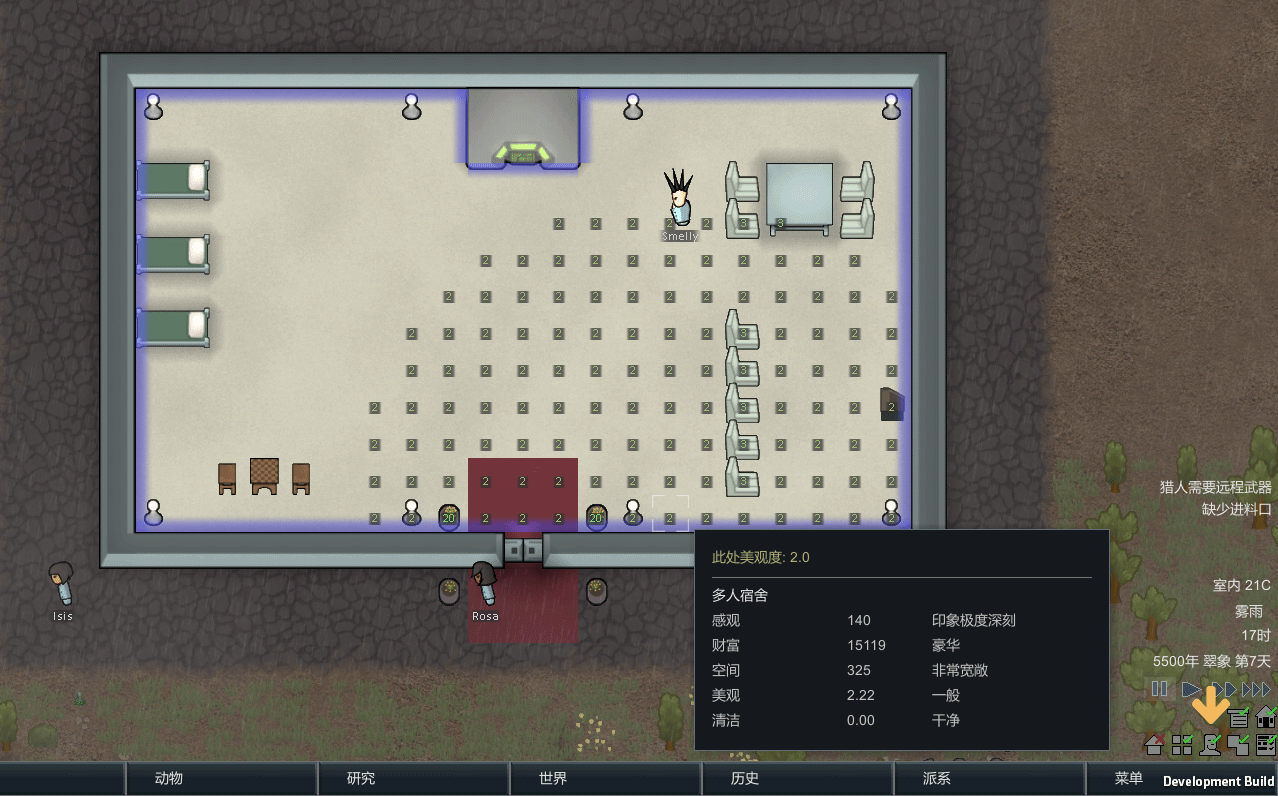 Smelly
Isis
Rosa
20
20
此处美观度: 2.0
多人宿舍
感观 140 印象极度深刻
财富 15119 豪华
空间 325 非常宽敞
美观 2.22 一般
清洁 0.00 干净
猎人需要远程武器
缺少进料口
室内 21C
雾雨
17时
5500年 翠象 第7天
动物 研究 世界 历史 派系 菜单
Development Build